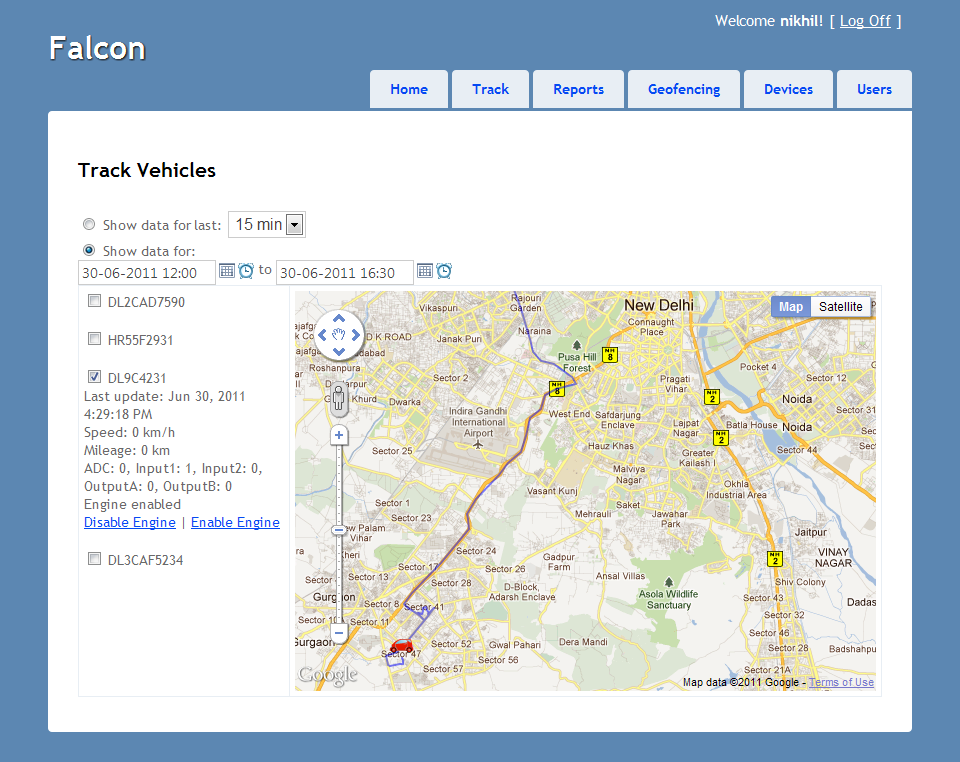 Welcome nikhil! [ Log Off ]
Falcon
Home
Track
Reports
Geofencing
Devices
Users
Track Vehicles
Show data for last: 15 min
Show data for:
30-06-2011 12:00 to 30-06-2011 16:30
DL2CAD7590
HR55F2931
DL9C4231
Last update: Jun 30, 2011
4:29:18 PM
Speed: 0 km/h
Mileage: 0 km
ADC: 0, Input1: 1, Input2: 0,
OutputA: 0, OutputB: 0
Engine enabled
Disable Engine | Enable Engine
DL3CAF5234
Map
Satellite
Rajouri
Garden
New Delhi
Vikaspuri
Connaught
Place
Naraina
Janak Puri
D K ROAD
Pusa Hill
Forest
NH
8
Roshanpura
Pragati
Vihar
Pocket 4
Sector 12
Sector 2
NH
8
NH
2
Noida
Sector 31
Khurd
Dwarka
Indira Gandhi
International
Airport
West End
Safdarjung
Enclave
Lajpat
Nagar
Batla House
Noida
NH
2
Hauz Khas
Sector 44
Sector 25
Greater
Kailash I
Malviya
Nagar
Okhla
Industrial Area
Vasant Kunj
Sector 1
Saket
Mehrauli
Jawahar
Park
Sector 23
New Palam
Vihar
Jaitpur
Sector 24
VINAY
NAGAR
Gadpur
Farm
NH
2
Sector 26
Sector 13
Ansal Villas
Shiv Colony
Sector 28
D-Block,
Adarsh Enclave
Asola Wildlife
Sanctuary
Sector 43
Dadas
Gurgaon
Sector 8
Sector 41
Sector 32
Sector 11
Sector 46
Gurgaon
Sector 52
Gwal Pahari
Dera Mandi
Sector 28
Badshahpu
Sector 47
Sector 56
Sector 57
Sector 21A
Google
Map data ©2011 Google - Terms of Use